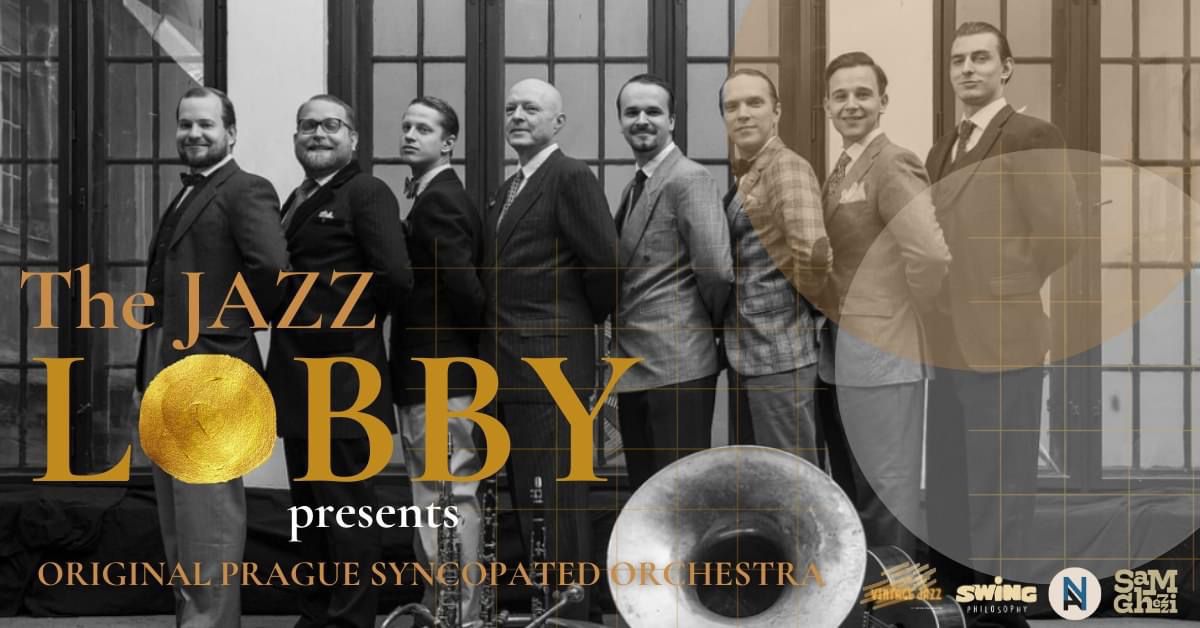 The JAZZ
LOBBY
presents
ORIGINAL PRAGUE SYNCOPATED ORCHESTRA
VINTAGE JAZZ
SWING
PHILOSOPHY
N
SaM
Ghezzi